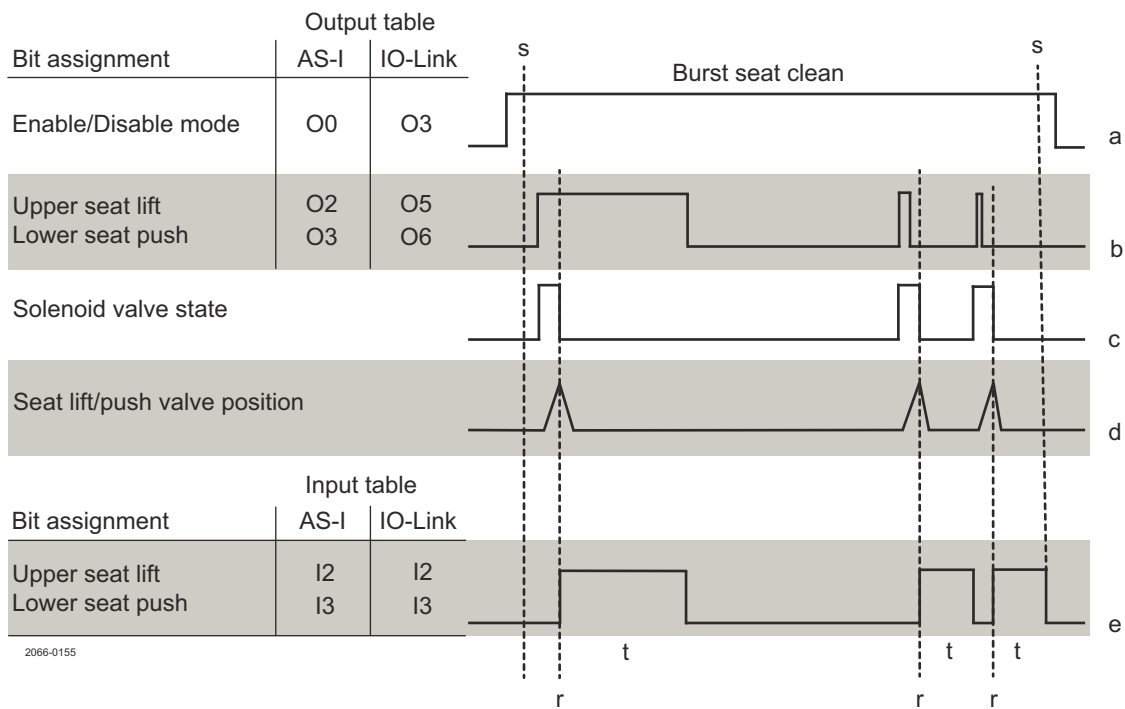 Output table
Bit assignment AS-I IO-Link
s
s
Burst seat clean
Enable/Disable mode O0 O3
a
Upper seat lift O2 O5
Lower seat push O3 O6
b
Solenoid valve state
c
Seat lift/push valve position
d
Input table
Bit assignment AS-I IO-Link
Upper seat lift I2 I2
Lower seat push I3 I3
e
2066-0155
t t t
r r r